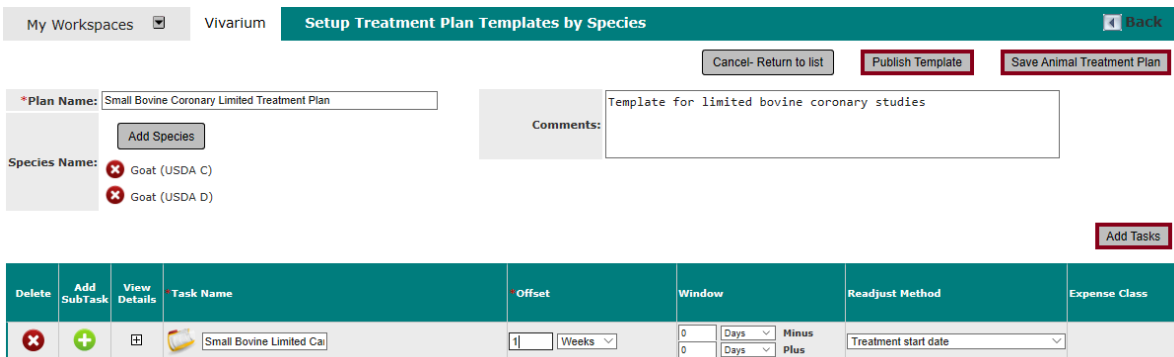 My Workspaces Vivarium Setup Treatment Plan Templates by Species Back
Cancel- Return to list Publish Template Save Animal Treatment Plan
*Plan Name: Small Bovine Coronary Limited Treatment Plan
Comments: Template for limited bovine coronary studies
Species Name: Add Species
Goat (USDA C)
Goat (USDA D)
Add Tasks
Delete Add SubTask View Details *Task Name *Offset Window Readjust Method Expense Class
Small Bovine Limited Car 1 Weeks 0 Days Minus Treatment start date
0 Days Plus